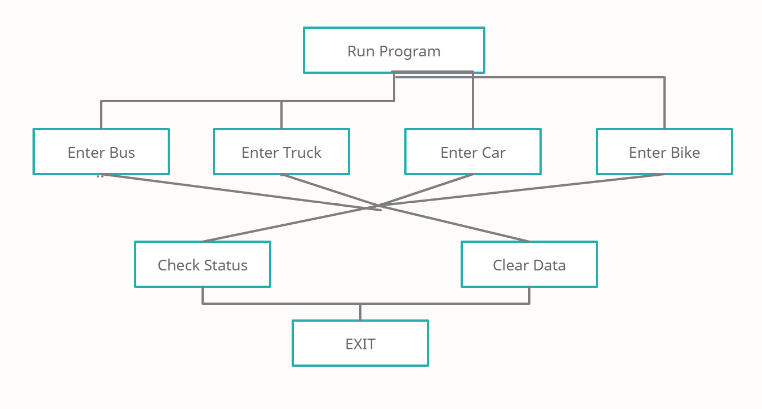 Run Program
Enter Bus
Enter Truck
Enter Car
Enter Bike
Check Status
Clear Data
EXIT